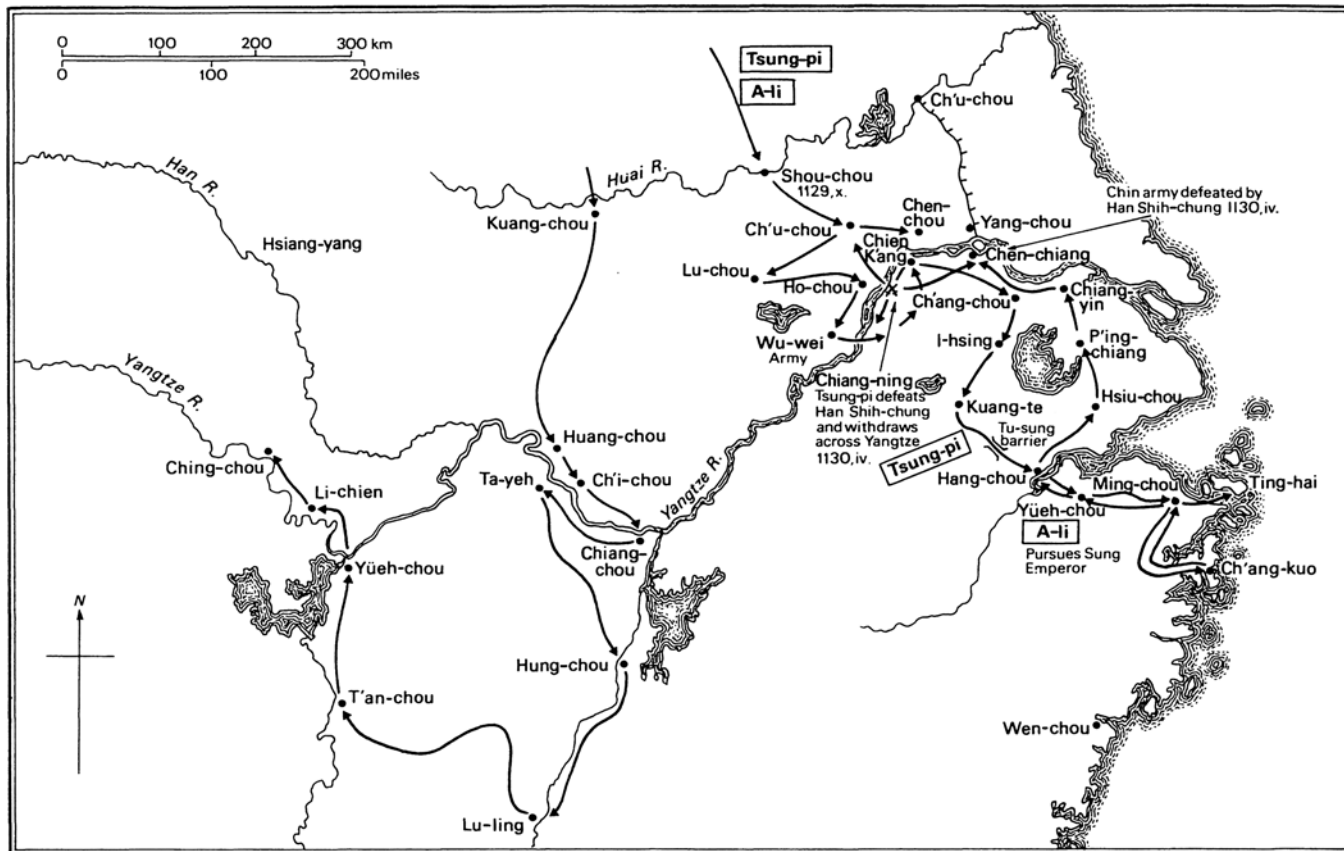 0 100 200 300 km
0 100 200 miles
Tsung-pi
A-li
Ch'u-chou
Han R.
Huai R.
Shou-chou
1129, x.
Kuang-chou
Hsiang-yang
Chin army defeated by
Han Shih-chung 1130, iv.
Chen-
chou
Yang-chou
Ch'u-chou
Chien
K'ang
Chen-chiang
Lu-chou
Ho-chou
Ch'ang-chou
Chiang-
yin
Wu-wei
Army
I-hsing
P'ing-
chiang
Yangtze R.
Chiang-ning
Tsung-pi defeats
Han Shih-chung
and withdraws
across Yangtze
1130, iv.
Kuang-te
Hsiu-chou
Tu-sung
barrier
Tsung-pi
Huang-chou
Ching-chou
Ta-yeh
Ch'i-chou
Yangtze R.
Li-chien
Hang-chou
Ming-chou
Ting-hai
Yüeh-chou
A-li
Pursues Sung
Emperor
Chiang-
chou
Yüeh-chou
Ch'ang-kuo
N
Hung-chou
T'an-chou
Wen-chou
Lu-ling